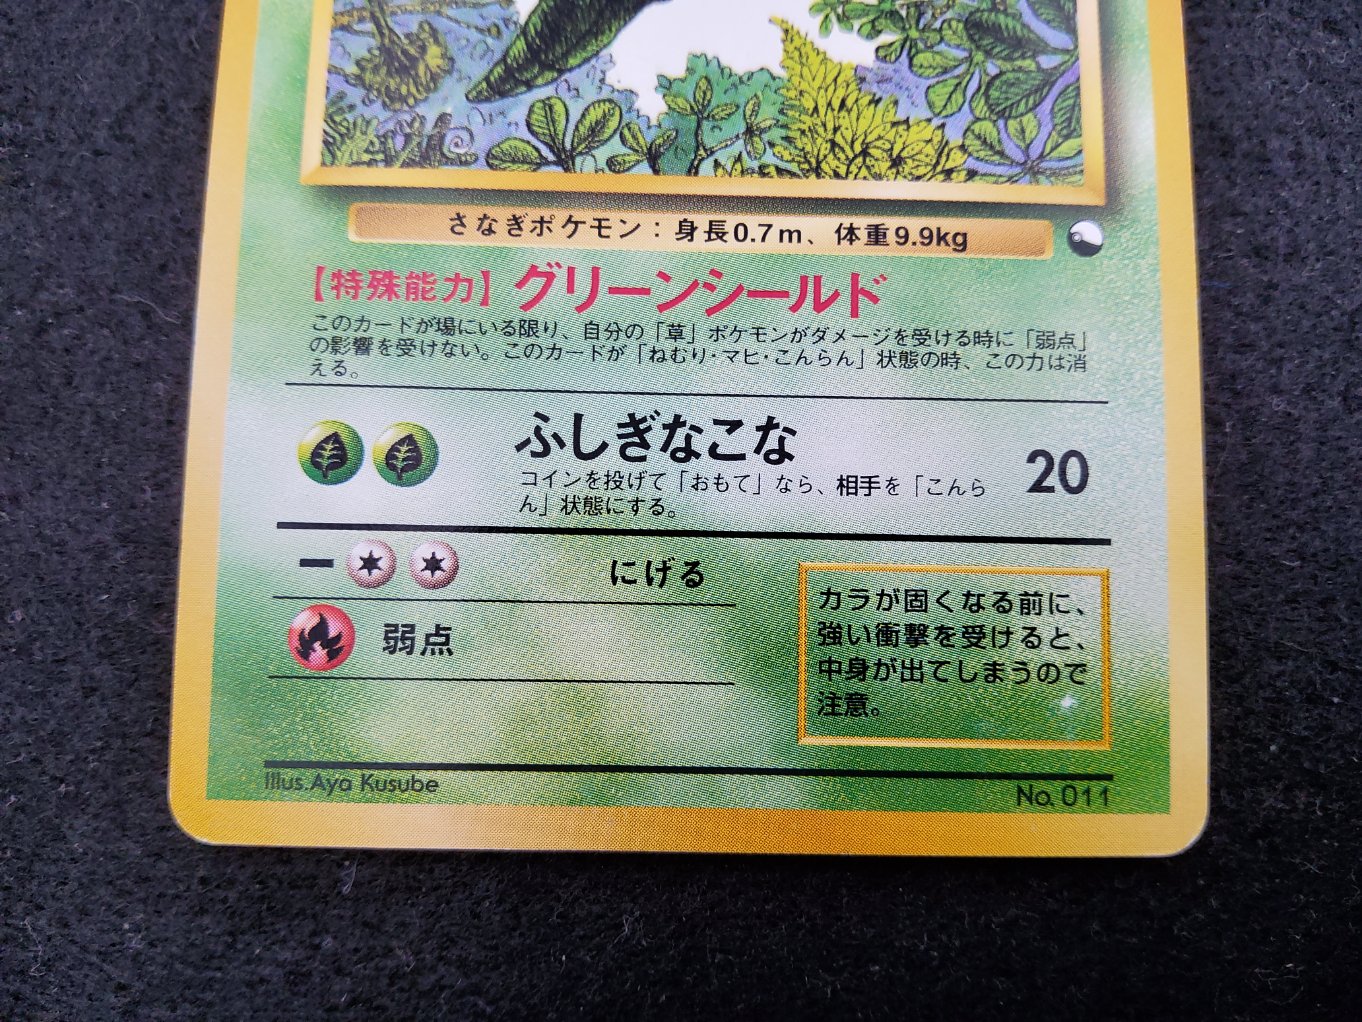 さなぎポケモン：身長0.7m、体重9.9kg
【特殊能力】グリーンシールド
このカードが場にいる限り、自分の「草」ポケモンがダメージを受ける時に「弱点」
の影響を受けない。このカードが「ねむり・マヒ・こんらん」状態の時、この力は消
える。
ふしぎなこな
コインを投げて「おもて」なら、相手を「こんら
ん」状態にする。
20
ー にげる
弱点
カラが固くなる前に、
強い衝撃を受けると、
中身が出てしまうので
注意。
Illus.Aya Kusube
No. 011